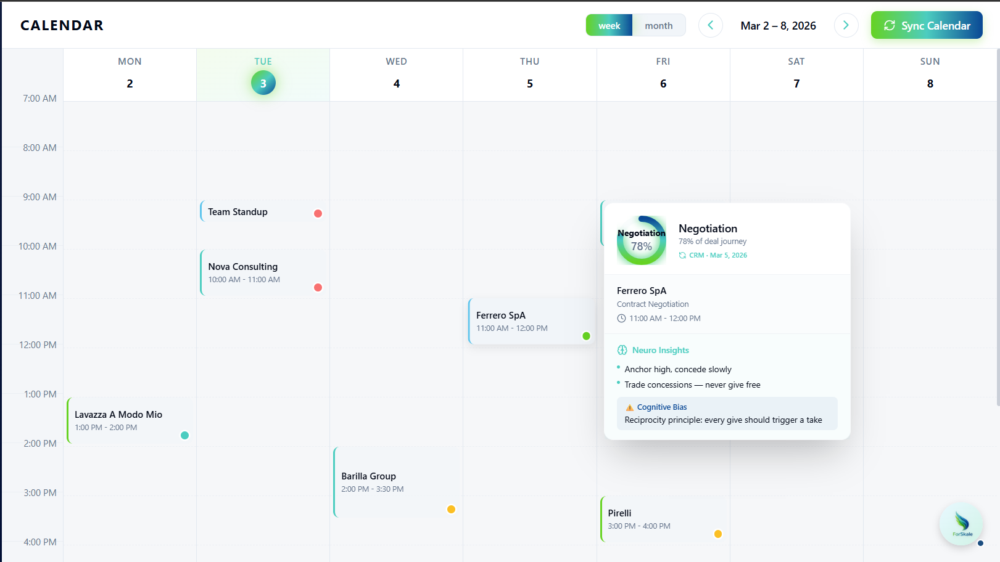 CALENDAR
week
month
Mar 2 – 8, 2026
Sync Calendar
MON
TUE
WED
THU
FRI
SAT
SUN
2
3
4
5
6
7
8
7:00 AM
8:00 AM
9:00 AM
10:00 AM
11:00 AM
12:00 PM
1:00 PM
2:00 PM
3:00 PM
4:00 PM
Lavazza A Modo Mio
1:00 PM - 2:00 PM
Team Standup
Nova Consulting
10:00 AM - 11:00 AM
Barilla Group
2:00 PM - 3:30 PM
Ferrero SpA
11:00 AM - 12:00 PM
Negotiation
78%
Negotiation
78% of deal journey
CRM · Mar 5, 2026
Ferrero SpA
Contract Negotiation
11:00 AM - 12:00 PM
Neuro Insights
Anchor high, concede slowly
Trade concessions — never give free
Cognitive Bias
Reciprocity principle: every give should trigger a take
Pirelli
3:00 PM - 4:00 PM
ForSkale